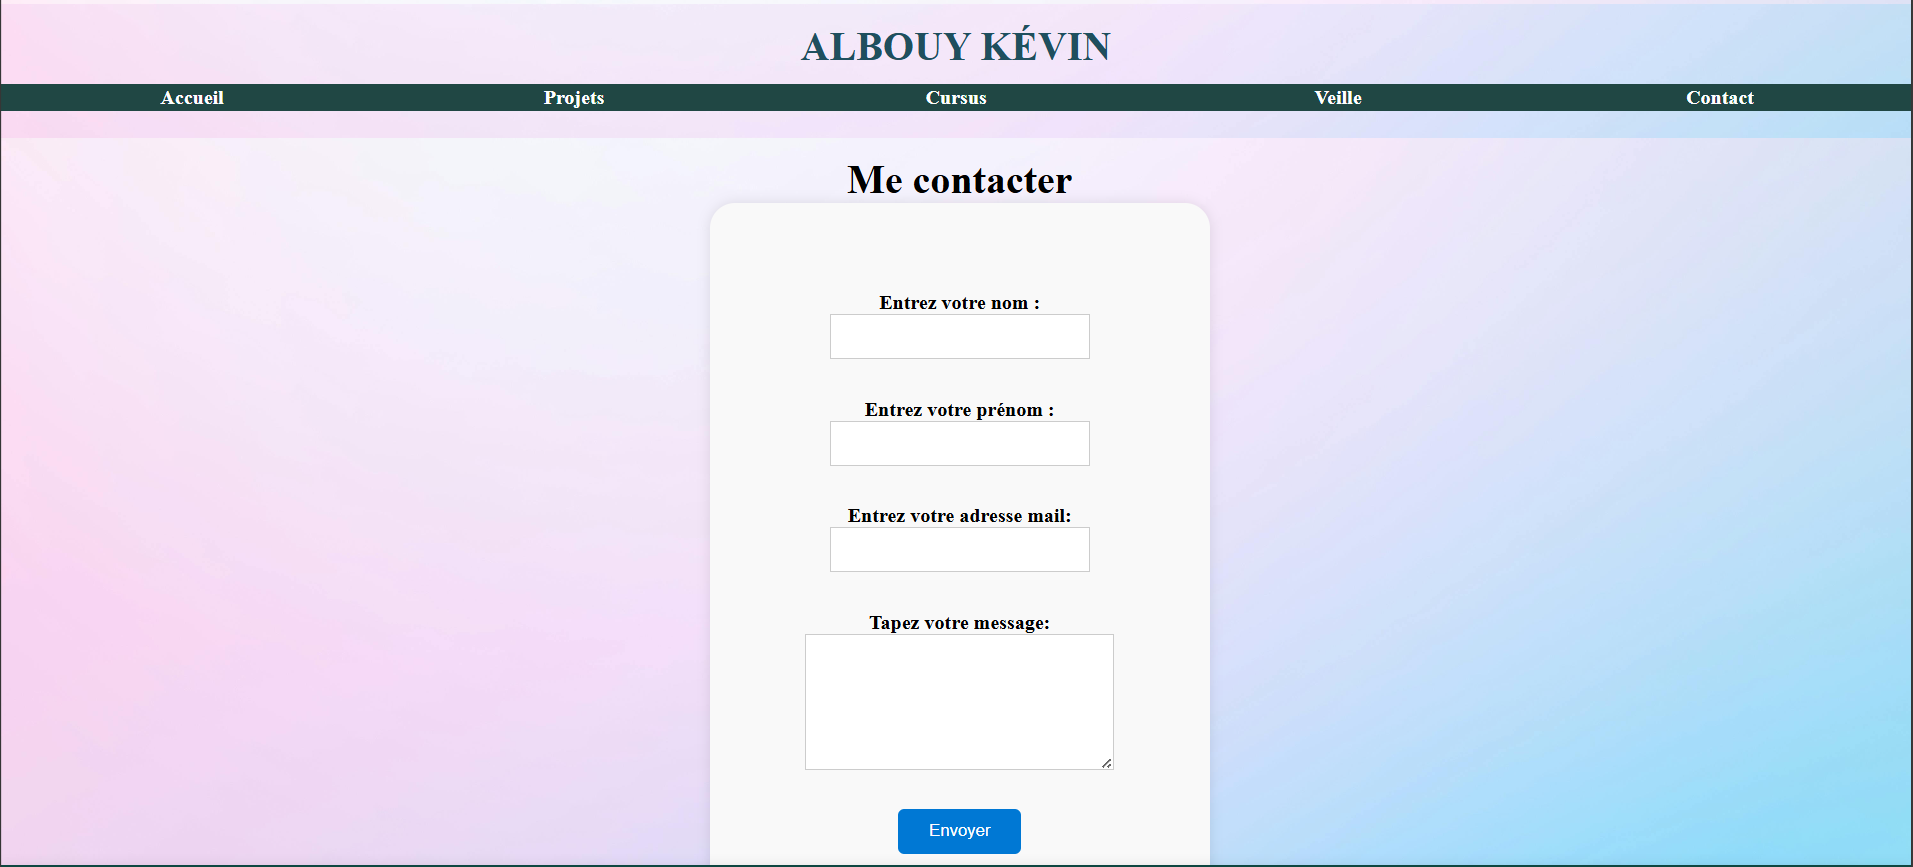 ALBOUY KÉVIN
Accueil Projets Cursus Veille Contact
Me contacter
Entrez votre nom :
Entrez votre prénom :
Entrez votre adresse mail:
Tapez votre message:
Envoyer